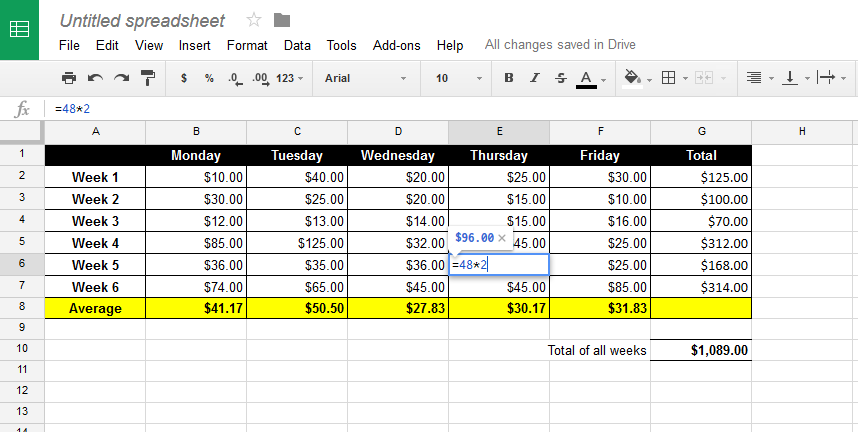 Untitled spreadsheet
File Edit View Insert Format Data Tools Add-ons Help All changes saved in Drive
$ % .0 .00 123 Arial 10 B I S A
fx =48*2
A B C D E F G H
1 Monday Tuesday Wednesday Thursday Friday Total
2 Week 1 $10.00 $40.00 $20.00 $25.00 $30.00 $125.00
3 Week 2 $30.00 $25.00 $20.00 $15.00 $10.00 $100.00
4 Week 3 $12.00 $13.00 $14.00 $15.00 $16.00 $70.00
$96.00 ×
5 Week 4 $85.00 $125.00 $32.00 45.00 $25.00 $312.00
6 Week 5 $36.00 $35.00 $36.00 =48*2 $25.00 $168.00
7 Week 6 $74.00 $65.00 $45.00 $45.00 $85.00 $314.00
8 Average $41.17 $50.50 $27.83 $30.17 $31.83
9
10 Total of all weeks $1,089.00
11
12
13
14